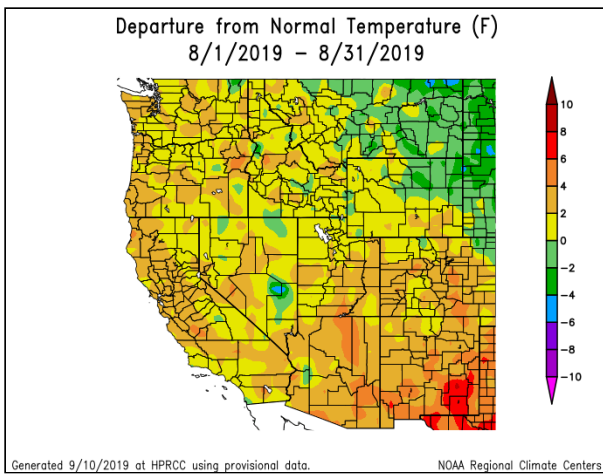 Departure from Normal Temperature (F)
8/1/2019 – 8/31/2019
10
8
6
4
2
0
−2
−4
−6
−8
−10
Generated 9/10/2019 at HPRCC using provisional data.
NOAA Regional Climate Centers